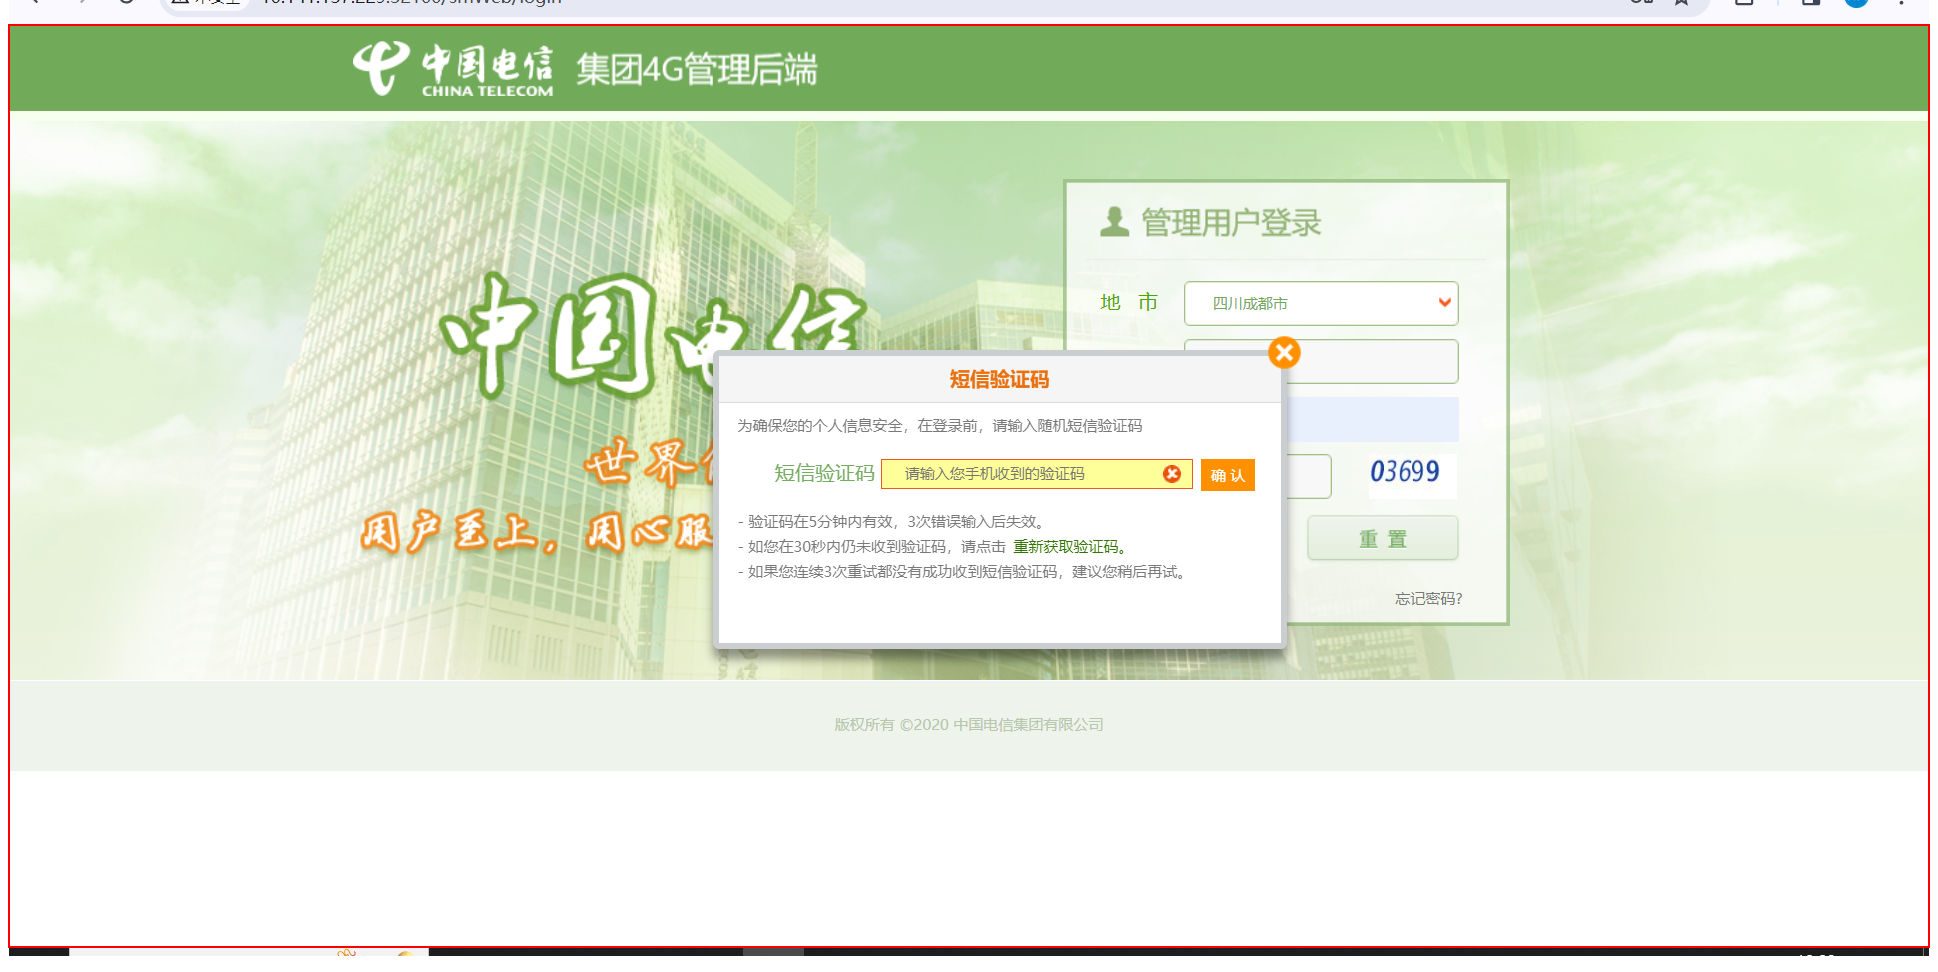 中国电信
CHINA TELECOM
集团4G管理后端
管理用户登录
地 市
四川成都市
中国电信
短信验证码
为确保您的个人信息安全，在登录前，请输入随机短信验证码
世界
短信验证码
请输入您手机收到的验证码
确 认
03699
用户至上，用心服
- 验证码在5分钟内有效，3次错误输入后失效。
- 如您在30秒内仍未收到验证码，请点击 重新获取验证码。
- 如果您连续3次重试都没有成功收到短信验证码，建议您稍后再试。
重 置
忘记密码?
版权所有 ©2020 中国电信集团有限公司